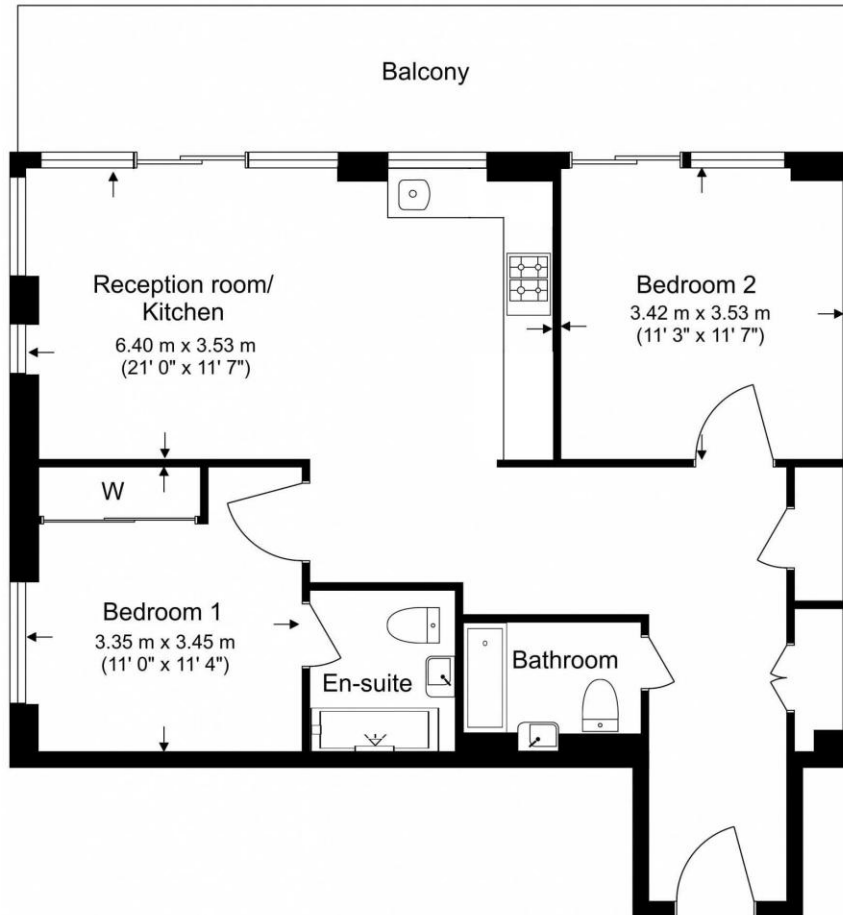 Balcony
Reception room/
Kitchen
6.40 m x 3.53 m
(21' 0" x 11' 7")
Bedroom 2
3.42 m x 3.53 m
(11' 3" x 11' 7")
W
Bedroom 1
3.35 m x 3.45 m
(11' 0" x 11' 4")
En-suite
Bathroom